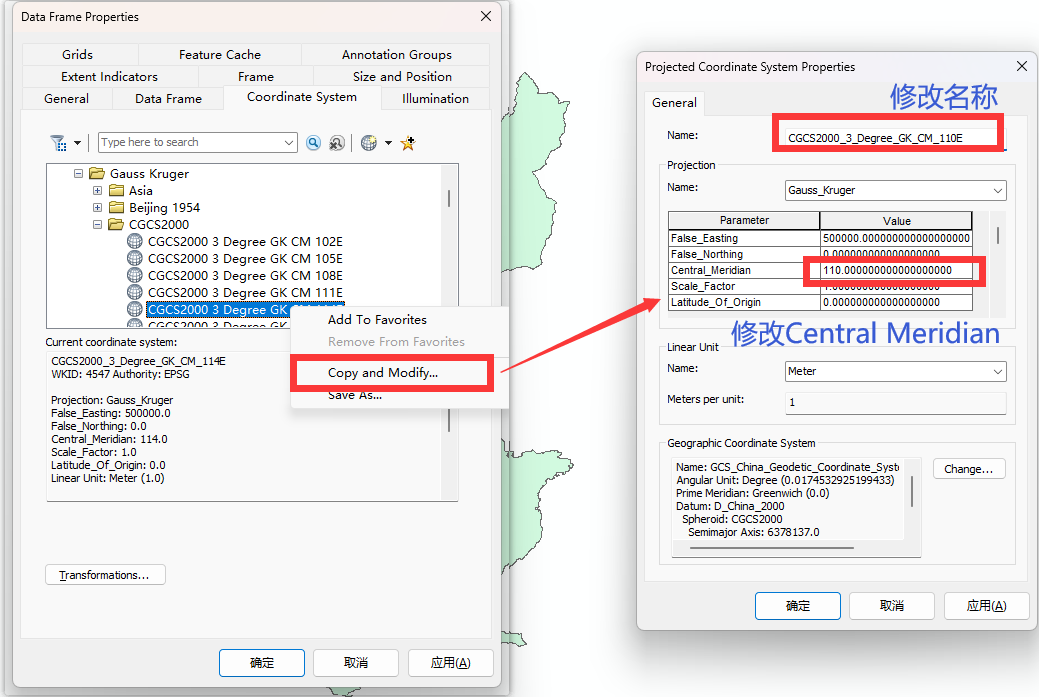 Data Frame Properties
Grids
Feature Cache
Annotation Groups
Extent Indicators
Frame
Size and Position
General
Data Frame
Coordinate System
Illumination
Type here to search
Gauss Kruger
Asia
Beijing 1954
CGCS2000
CGCS2000 3 Degree GK CM 102E
CGCS2000 3 Degree GK CM 105E
CGCS2000 3 Degree GK CM 108E
CGCS2000 3 Degree GK CM 111E
CGCS2000 3 Degree GK
CGCS2000 3 Degree GK
Add To Favorites
Remove From Favorites
Copy and Modify...
Save As...
Current coordinate system:
CGCS2000_3_Degree_GK_CM_114E
WKID: 4547 Authority: EPSG
Projection: Gauss_Kruger
False_Easting: 500000.0
False_Northing: 0.0
Central_Meridian: 114.0
Scale_Factor: 1.0
Latitude_Of_Origin: 0.0
Linear Unit: Meter (1.0)
Transformations...
确定
取消
应用(A)
Projected Coordinate System Properties
General
修改名称
Name:
CGCS2000_3_Degree_GK_CM_110E
Projection
Name:
Gauss_Kruger
Parameter
Value
False_Easting
500000.000000000000000000
False_Northing
0.000000000000000000
Central_Meridian
110.000000000000000000
Scale_Factor
1.000000000000000000
Latitude_Of_Origin
0.000000000000000000
修改Central Meridian
Linear Unit
Name:
Meter
Meters per unit:
1
Geographic Coordinate System
Name: GCS_China_Geodetic_Coordinate_Syst
Angular Unit: Degree (0.0174532925199433)
Prime Meridian: Greenwich (0.0)
Datum: D_China_2000
Spheroid: CGCS2000
Semimajor Axis: 6378137.0
Change...
确定
取消
应用(A)